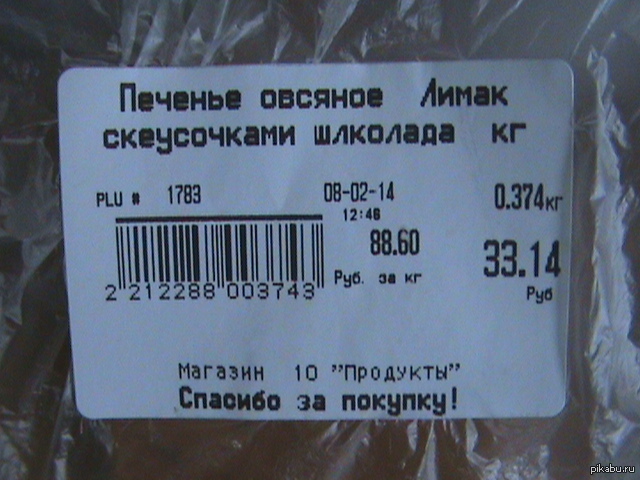 Печенье овсяное Лимак
скеусочками шлколада кг
PLU # 1783 08-02-14 0.374кг
12:46
88.60 33.14
Руб. за кг Руб
2 212288 003743
Магазин 10 "Продукты"
Спасибо за покупку!
pikabu.ru